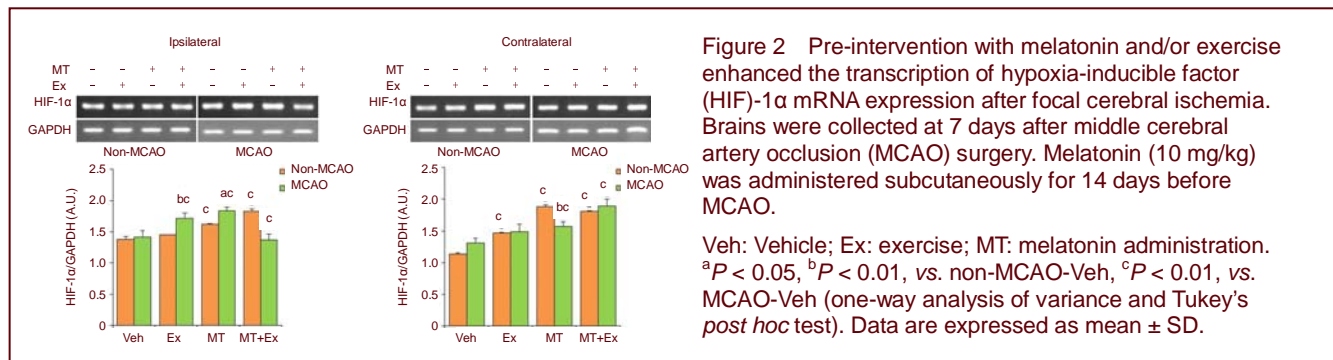 Ipsilateral
MT – – + + – – + +
Ex – + – + – + – +
HIF-1α
GAPDH
Non-MCAO MCAO
Non-MCAO
MCAO
HIF-1α/GAPDH (A.U.)
2.5
2.0
1.5
1.0
0.5
0
bc
c
ac
c
c
Veh Ex MT MT+Ex
Contralateral
MT – – + + – – + +
Ex – + – + – + – +
HIF-1α
GAPDH
Non-MCAO MCAO
Non-MCAO
MCAO
HIF-1α/GAPDH (A.U.)
2.5
2.0
1.5
1.0
0.5
0
c
c
bc
c
c
Veh Ex MT MT+Ex
Figure 2 Pre-intervention with melatonin and/or exercise
enhanced the transcription of hypoxia-inducible factor
(HIF)-1α mRNA expression after focal cerebral ischemia.
Brains were collected at 7 days after middle cerebral
artery occlusion (MCAO) surgery. Melatonin (10 mg/kg)
was administered subcutaneously for 14 days before
MCAO.
Veh: Vehicle; Ex: exercise; MT: melatonin administration.
aP < 0.05, bP < 0.01, vs. non-MCAO-Veh, cP < 0.01, vs.
MCAO-Veh (one-way analysis of variance and Tukey's
post hoc test). Data are expressed as mean ± SD.